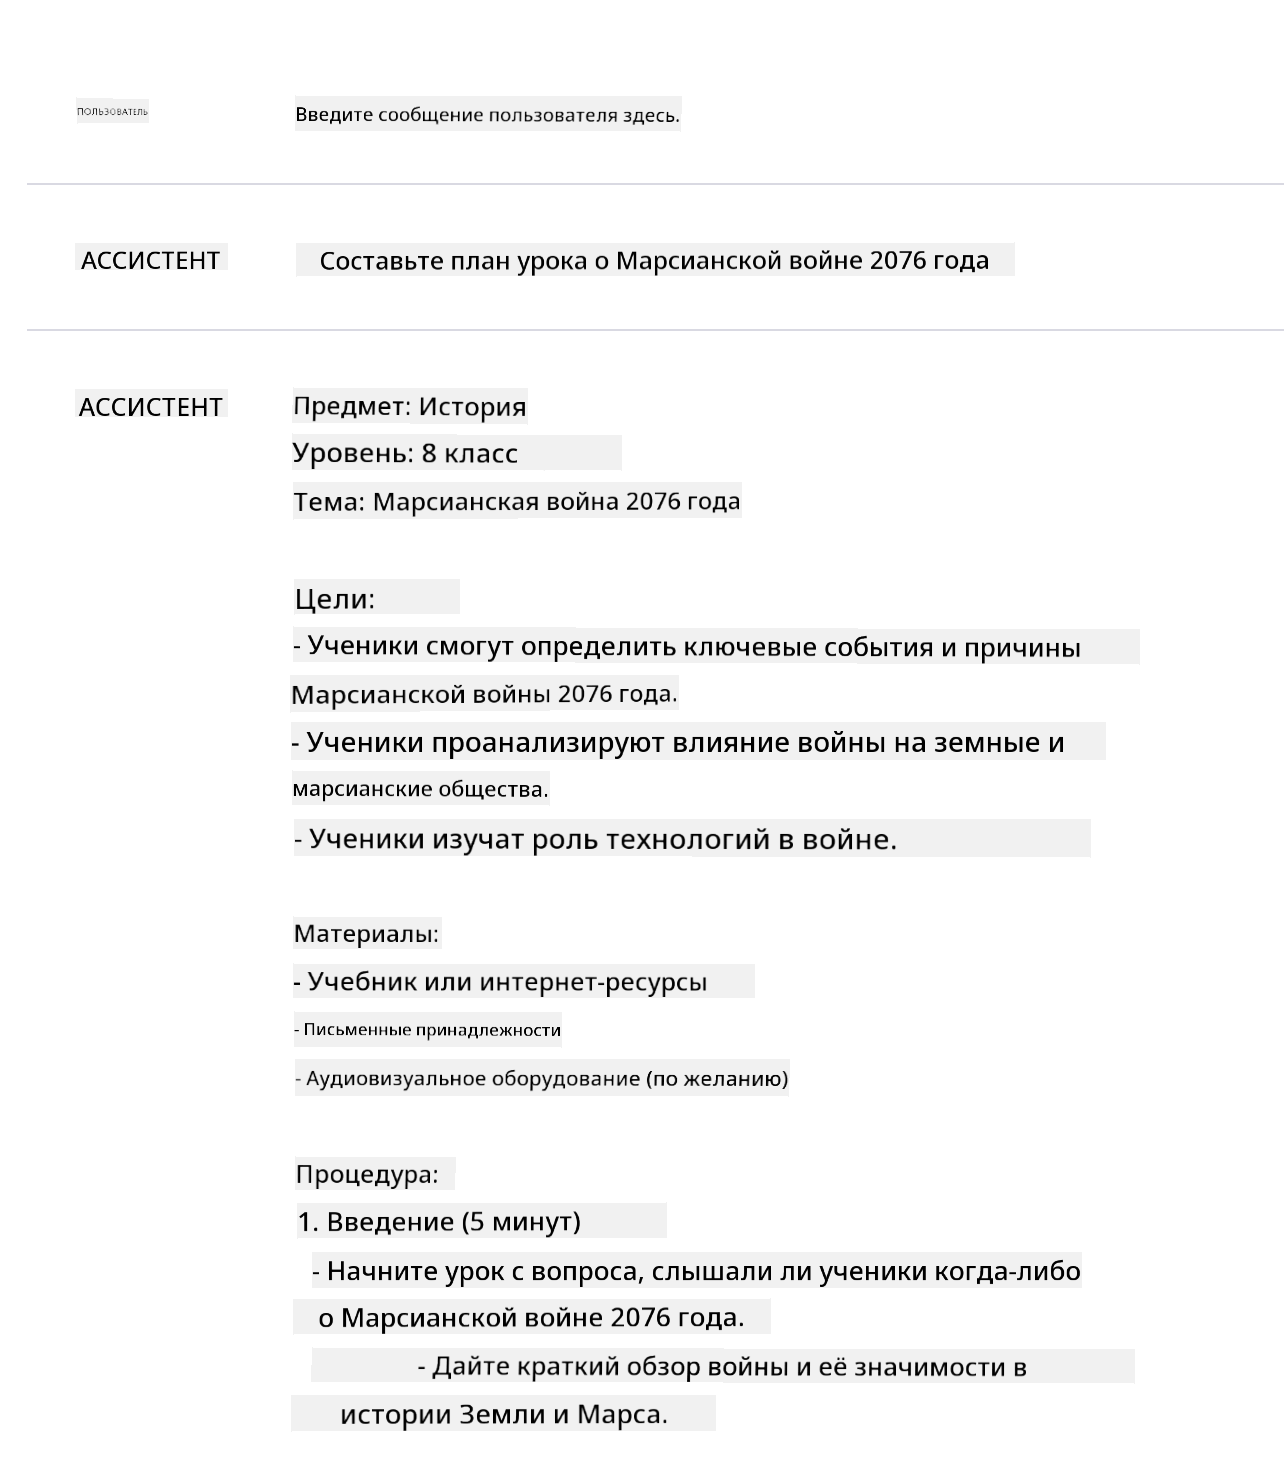 ПОЛЬЗОВАТЕЛЬ
Введите сообщение пользователя здесь.
АССИСТЕНТ
Составьте план урока о Марсианской войне 2076 года
АССИСТЕНТ
Предмет: История
Уровень: 8 класс
Тема: Марсианская война 2076 года
Цели:
- Ученики смогут определить ключевые события и причины
Марсианской войны 2076 года.
- Ученики проанализируют влияние войны на земные и
марсианские общества.
- Ученики изучат роль технологий в войне.
Материалы:
- Учебник или интернет-ресурсы
- Письменные принадлежности
- Аудиовизуальное оборудование (по желанию)
Процедура:
1. Введение (5 минут)
- Начните урок с вопроса, слышали ли ученики когда-либо
о Марсианской войне 2076 года.
- Дайте краткий обзор войны и её значимости в
истории Земли и Марса.